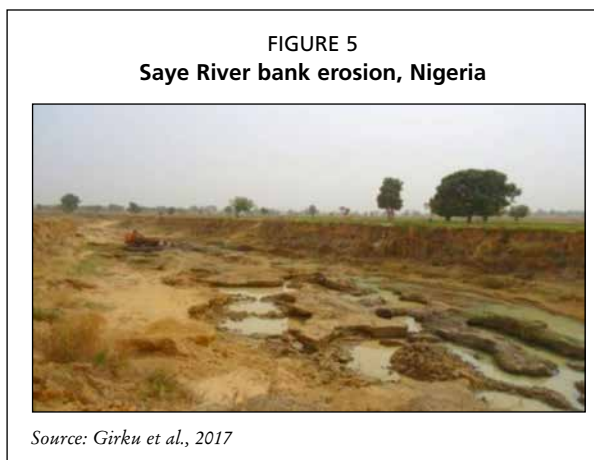 FIGURE 5
Saye River bank erosion, Nigeria
Source: Girku et al., 2017